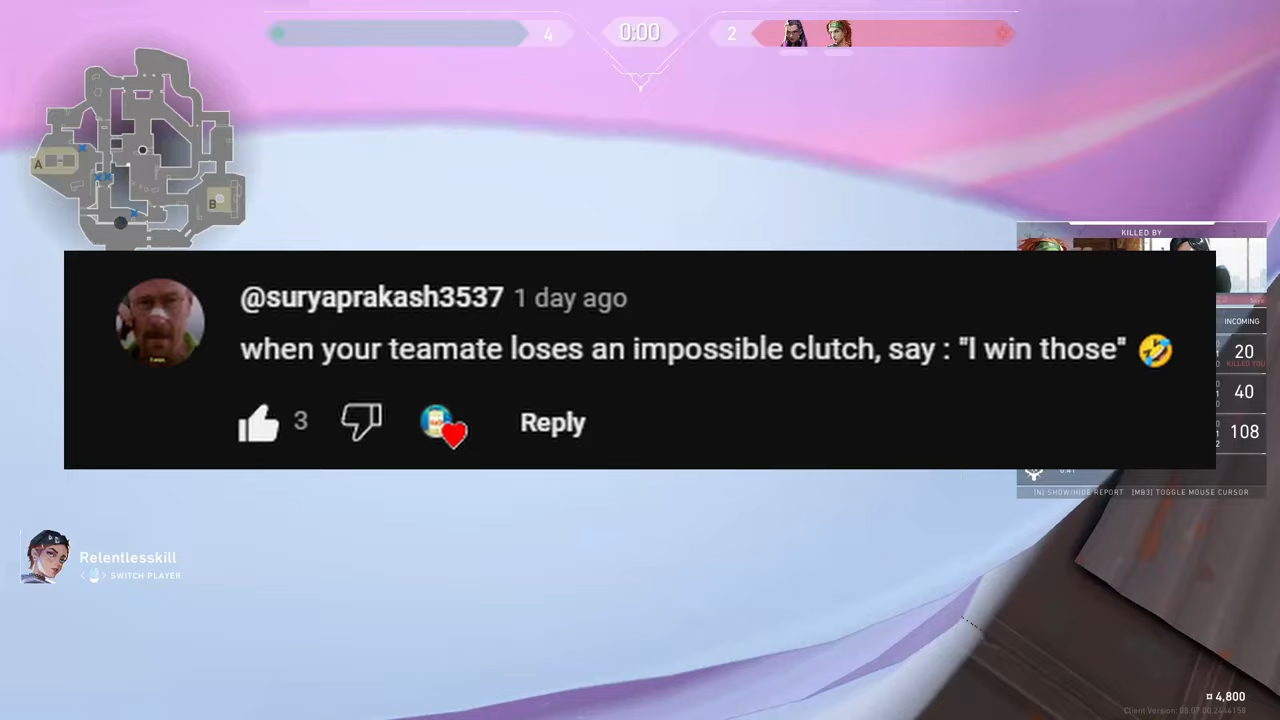 4 0:00 2
A
B
KILLED BY
@suryaprakash3537 1 day ago
when your teamate loses an impossible clutch, say : "I win those" 🤣
3 Reply
INCOMING
20
KILLED YOU
40
108
[N] SHOW/HIDE REPORT [MB3] TOGGLE MOUSE CURSOR
Relentlesskill
< > SWITCH PLAYER
¤ 4,800